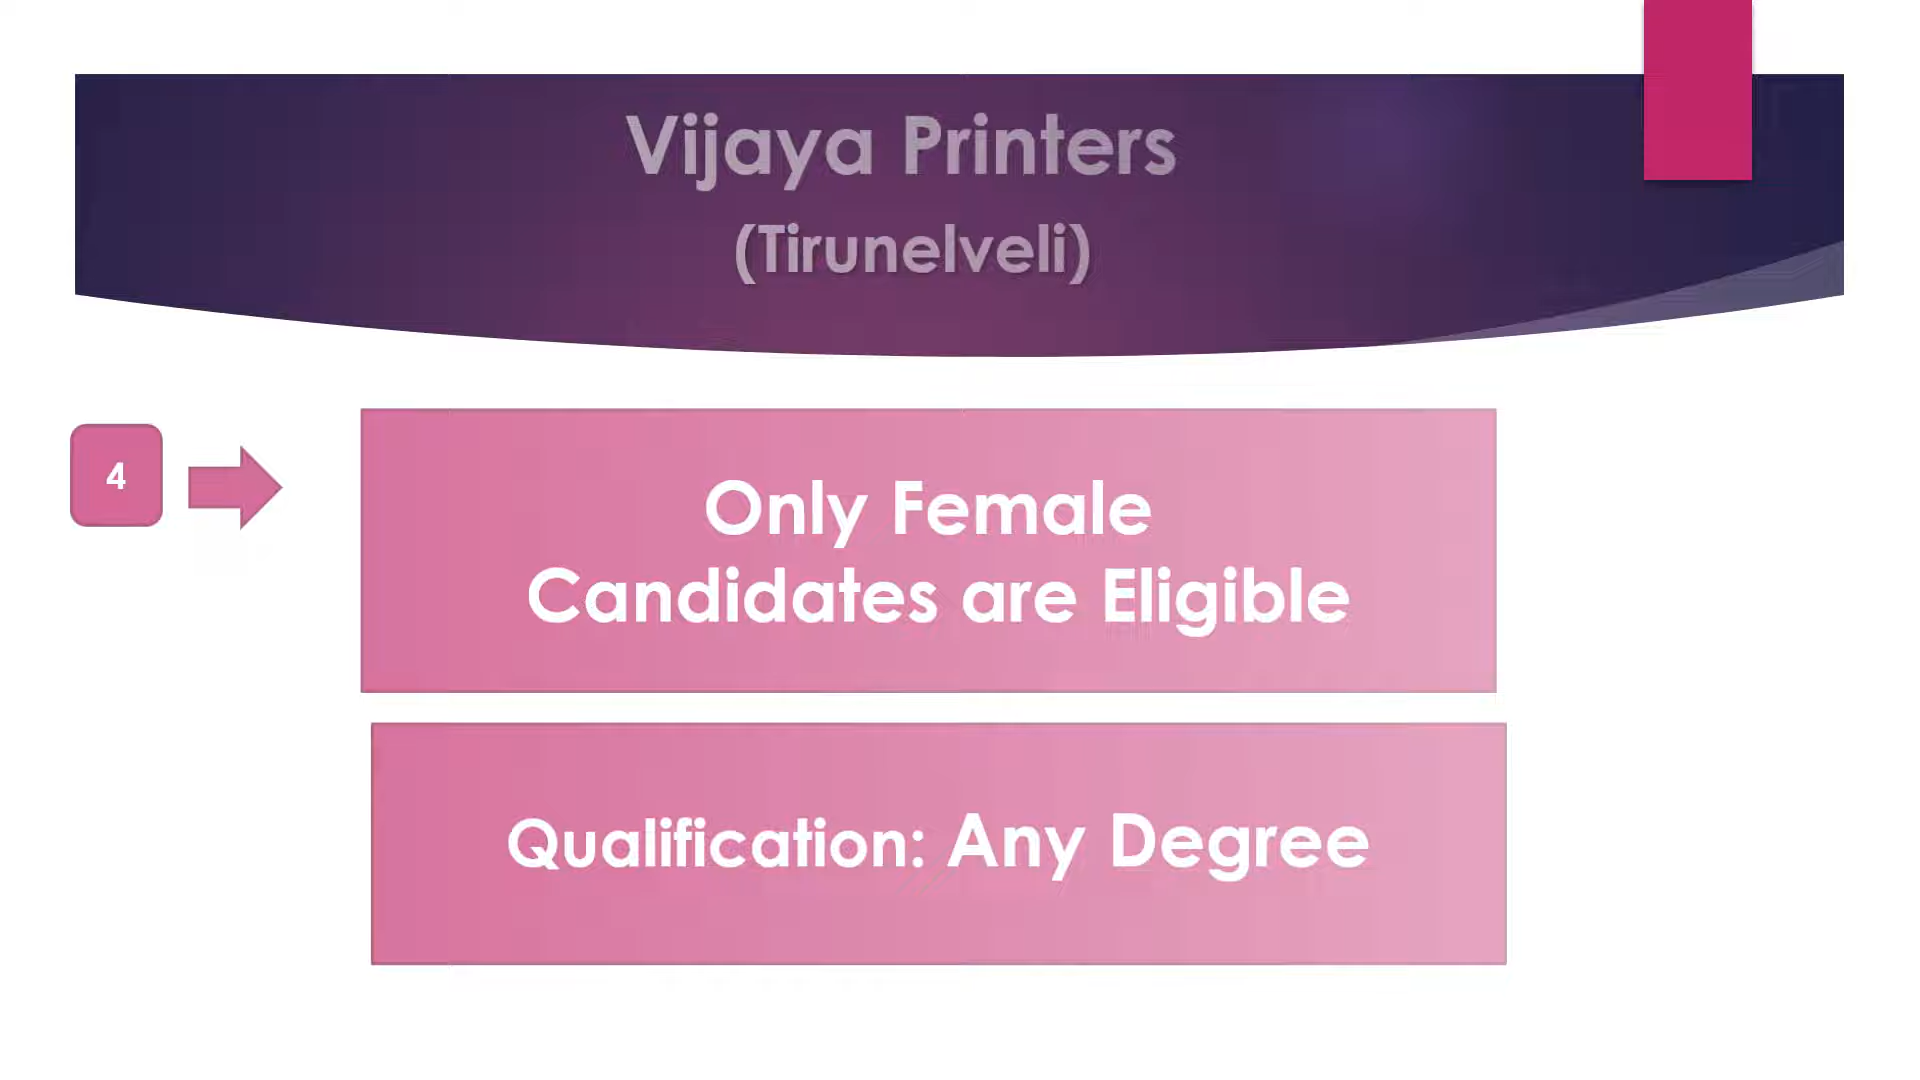 Vijaya Printers
(Tirunelveli)
4
Only Female
Candidates are Eligible
Qualification: Any Degree